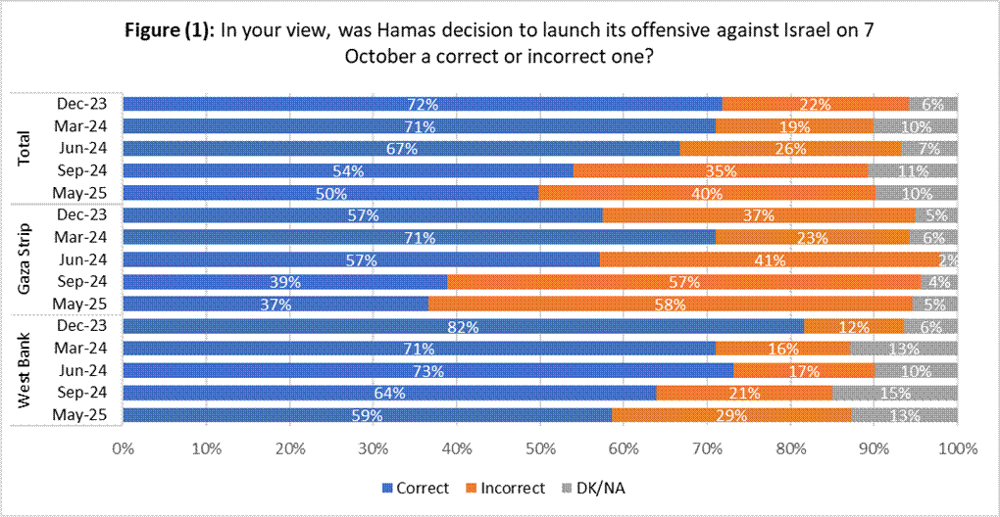 Figure (1): In your view, was Hamas decision to launch its offensive against Israel on 7
October a correct or incorrect one?
Total
Dec-23 72% 22% 6%
Mar-24 71% 19% 10%
Jun-24 67% 26% 7%
Sep-24 54% 35% 11%
May-25 50% 40% 10%
Gaza Strip
Dec-23 57% 37% 5%
Mar-24 71% 23% 6%
Jun-24 57% 41% 2%
Sep-24 39% 57% 4%
May-25 37% 58% 5%
West Bank
Dec-23 82% 12% 6%
Mar-24 71% 16% 13%
Jun-24 73% 17% 10%
Sep-24 64% 21% 15%
May-25 59% 29% 13%
0% 10% 20% 30% 40% 50% 60% 70% 80% 90% 100%
Correct Incorrect DK/NA